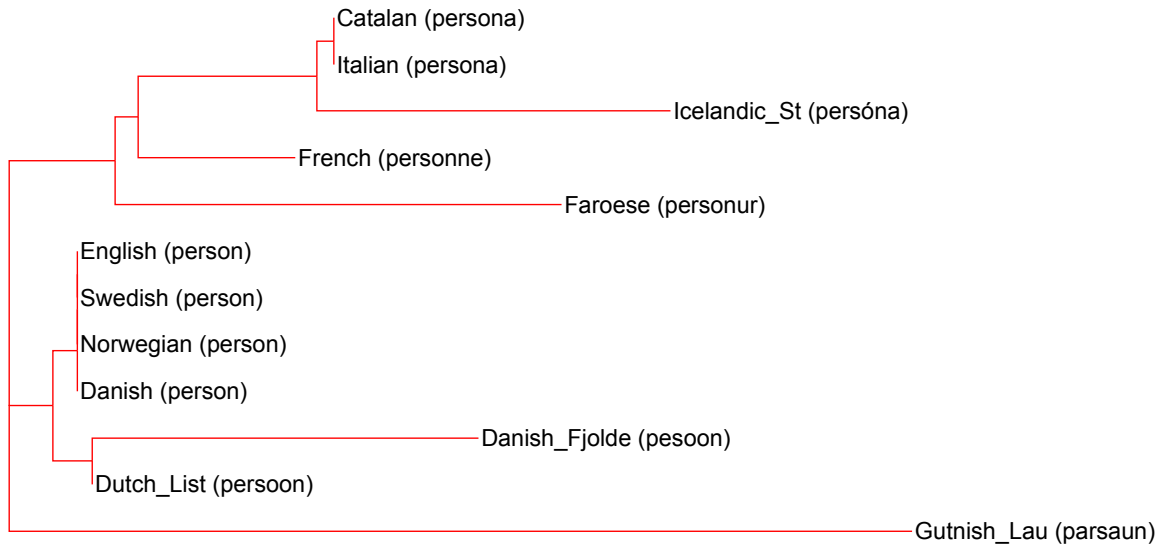 Catalan (persona)
Italian (persona)
Icelandic_St (persóna)
French (personne)
Faroese (personur)
English (person)
Swedish (person)
Norwegian (person)
Danish (person)
Danish_Fjolde (pesoon)
Dutch_List (persoon)
Gutnish_Lau (parsaun)